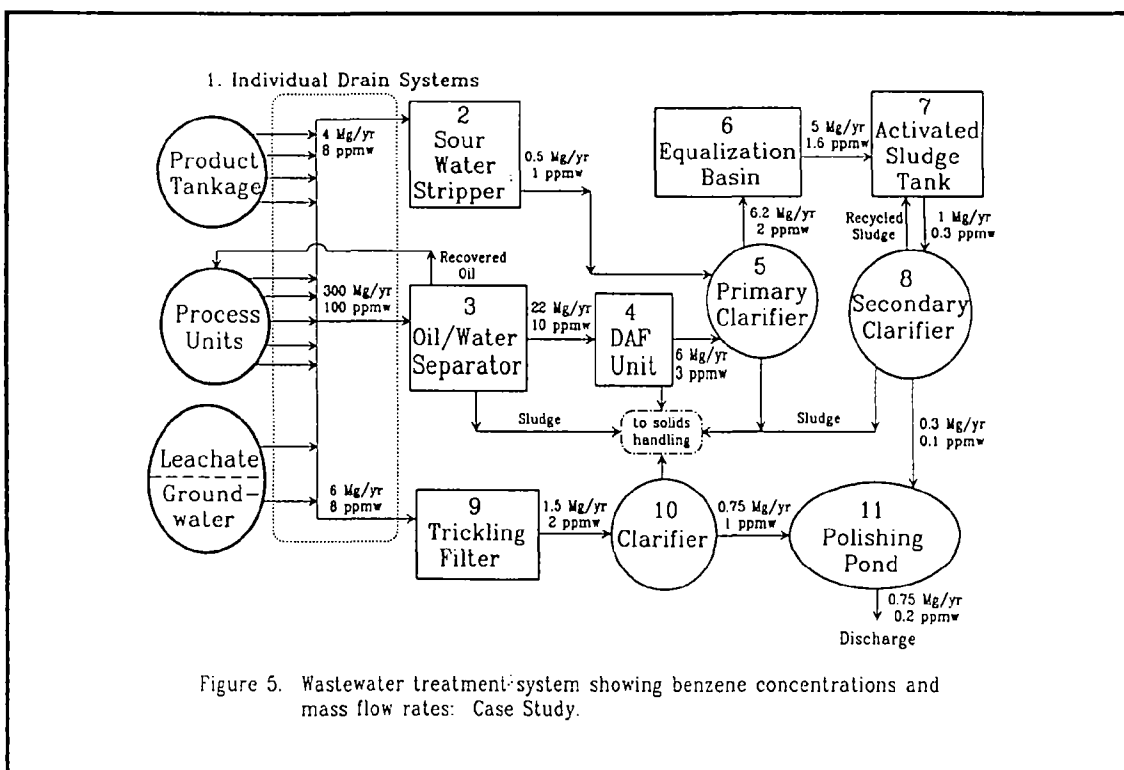 1. Individual Drain Systems
Product
Tankage
Process
Units
Leachate
Ground-
water
4 Mg/yr
8 ppmw
300 Mg/yr
100 ppmw
6 Mg/yr
8 ppmw
2
Sour
Water
Stripper
0.5 Mg/yr
1 ppmw
Recovered
Oil
3
Oil/Water
Separator
22 Mg/yr
10 ppmw
4
DAF
Unit
6 Mg/yr
3 ppmw
5
Primary
Clarifier
6.2 Mg/yr
2 ppmw
6
Equalization
Basin
5 Mg/yr
1.6 ppmw
7
Activated
Sludge
Tank
Recycled
Sludge
1 Mg/yr
0.3 ppmw
8
Secondary
Clarifier
Sludge
to solids
handling
Sludge
0.3 Mg/yr
0.1 ppmw
9
Trickling
Filter
1.5 Mg/yr
2 ppmw
10
Clarifier
0.75 Mg/yr
1 ppmw
11
Polishing
Pond
0.75 Mg/yr
0.2 ppmw
Discharge
Figure 5. Wastewater treatment system showing benzene concentrations and
mass flow rates: Case Study.